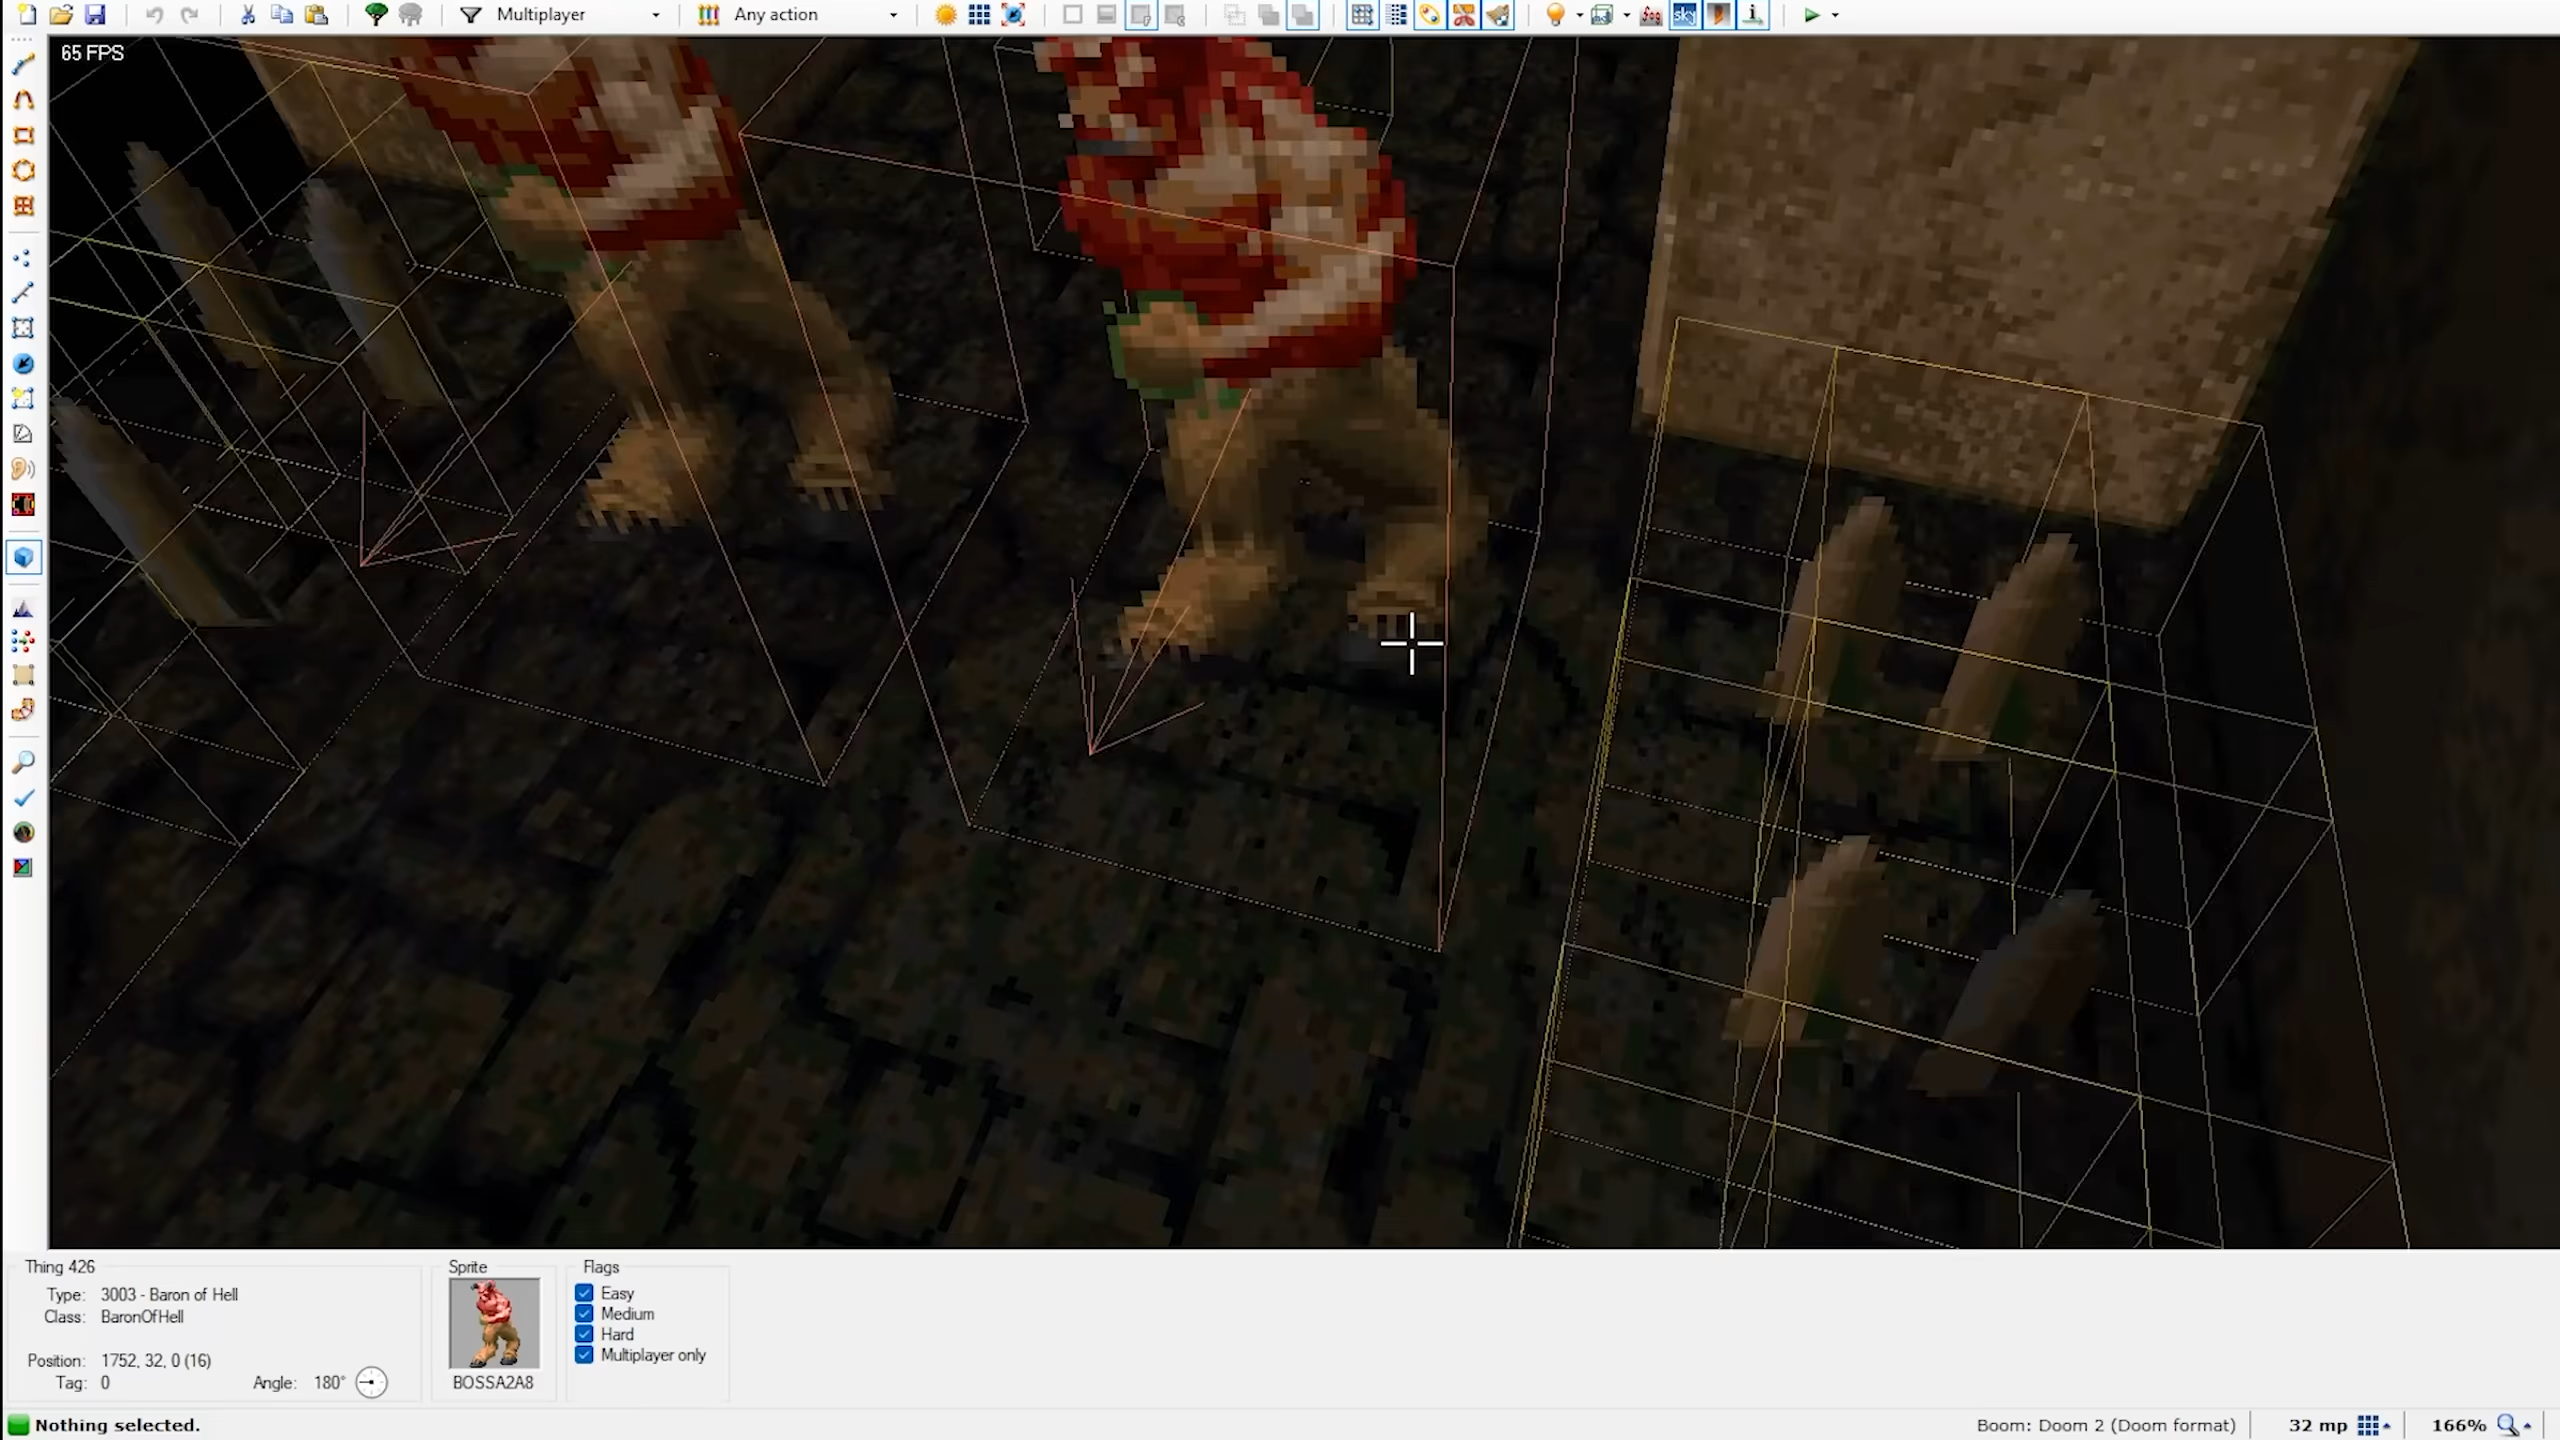 Multiplayer
Any action
fog
sky
65 FPS
Thing 426
Type: 3003 - Baron of Hell
Class: BaronOfHell
Position: 1752, 32, 0 (16)
Tag: 0
Angle: 180°
Sprite
BOSSA2A8
Flags
Easy
Medium
Hard
Multiplayer only
Nothing selected.
Boom: Doom 2 (Doom format)
32 mp
166%